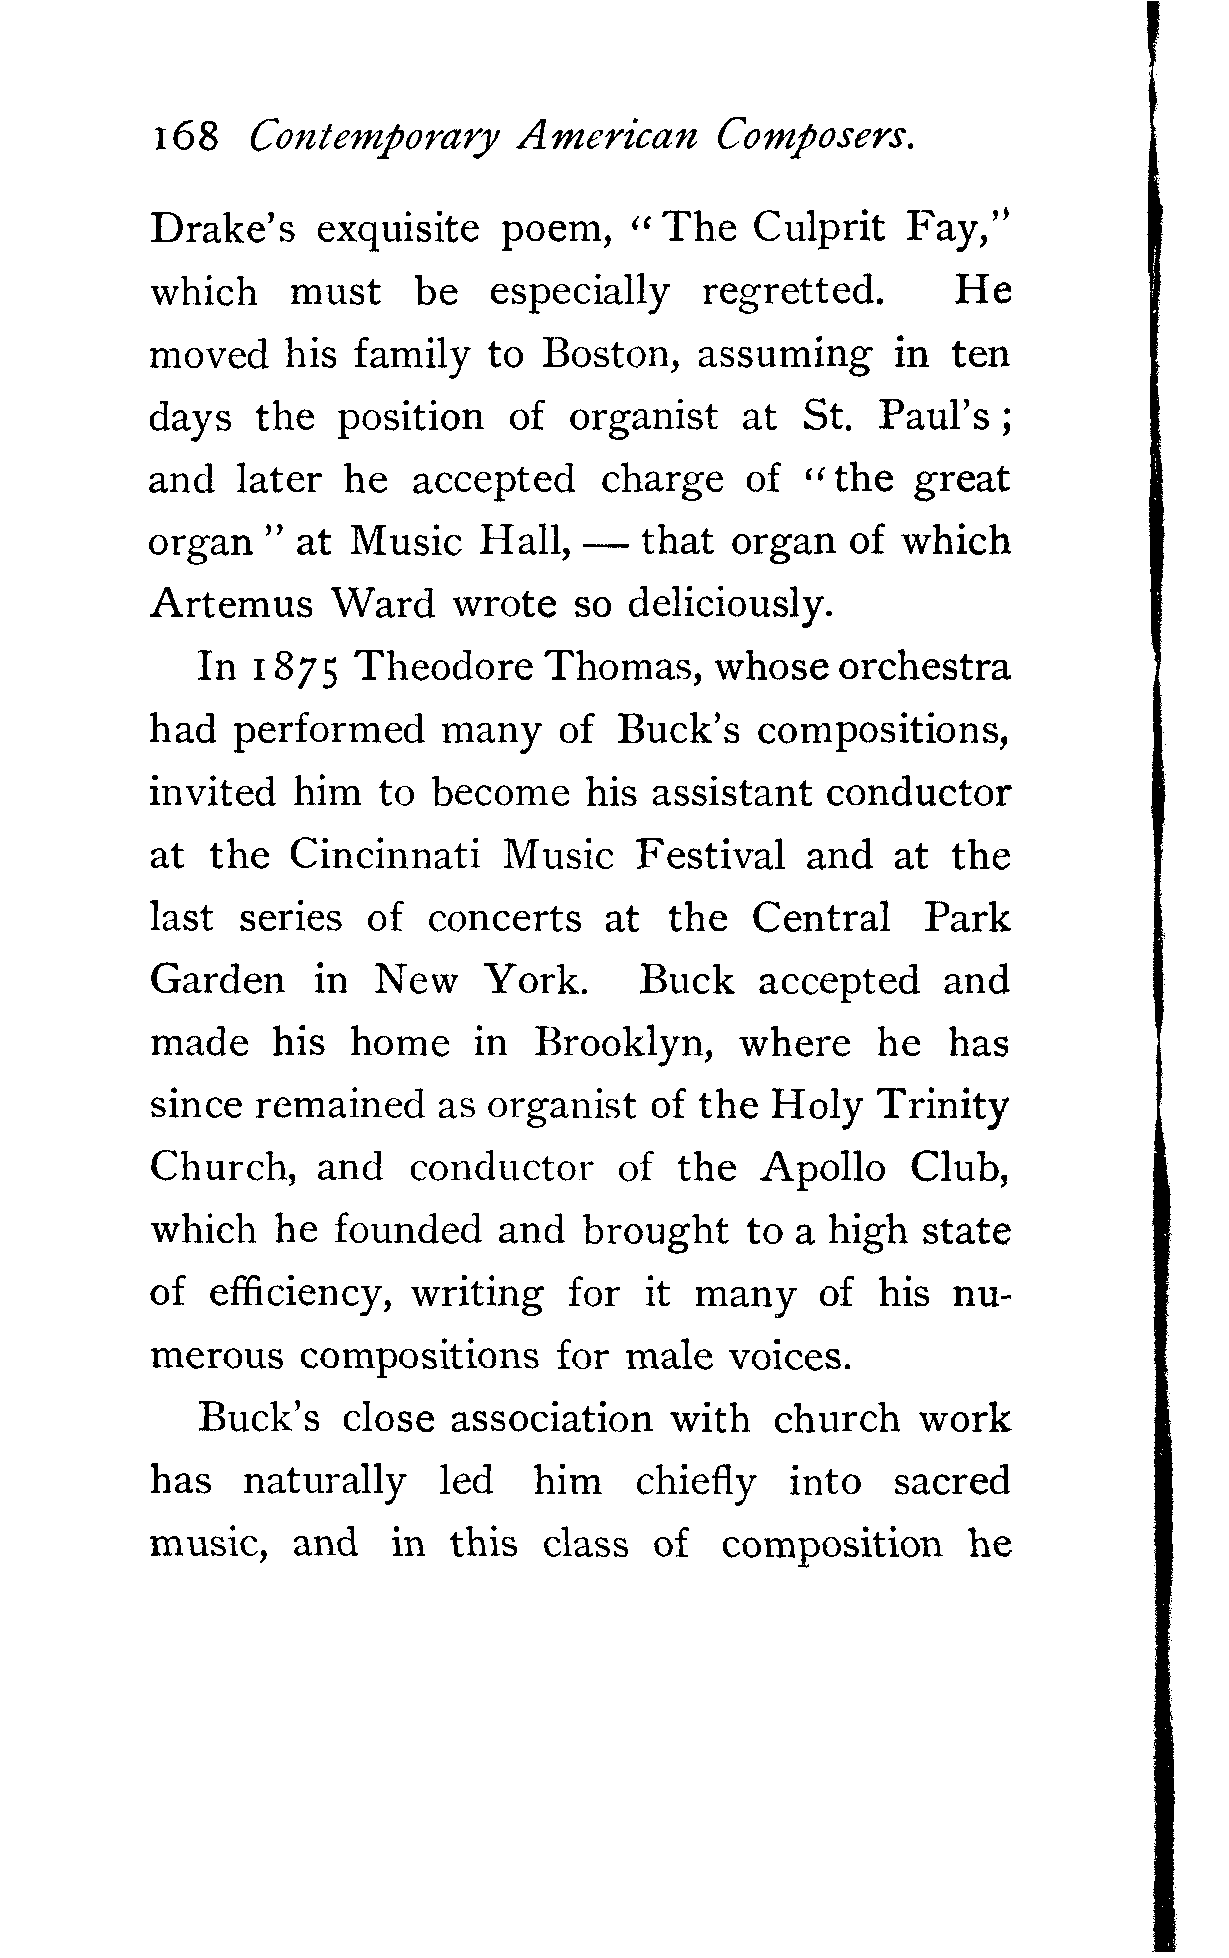 168 Contemporary American Composers.
Drake's exquisite poem, "The Culprit Fay,"
which must be especially regretted. He
moved his family to Boston, assuming in ten
days the position of organist at St. Paul's ;
and later he accepted charge of "the great
organ" at Music Hall, — that organ of which
Artemus Ward wrote so deliciously.
In 1875 Theodore Thomas, whose orchestra
had performed many of Buck's compositions,
invited him to become his assistant conductor
at the Cincinnati Music Festival and at the
last series of concerts at the Central Park
Garden in New York. Buck accepted and
made his home in Brooklyn, where he has
since remained as organist of the Holy Trinity
Church, and conductor of the Apollo Club,
which he founded and brought to a high state
of efficiency, writing for it many of his nu-
merous compositions for male voices.
Buck's close association with church work
has naturally led him chiefly into sacred
music, and in this class of composition he